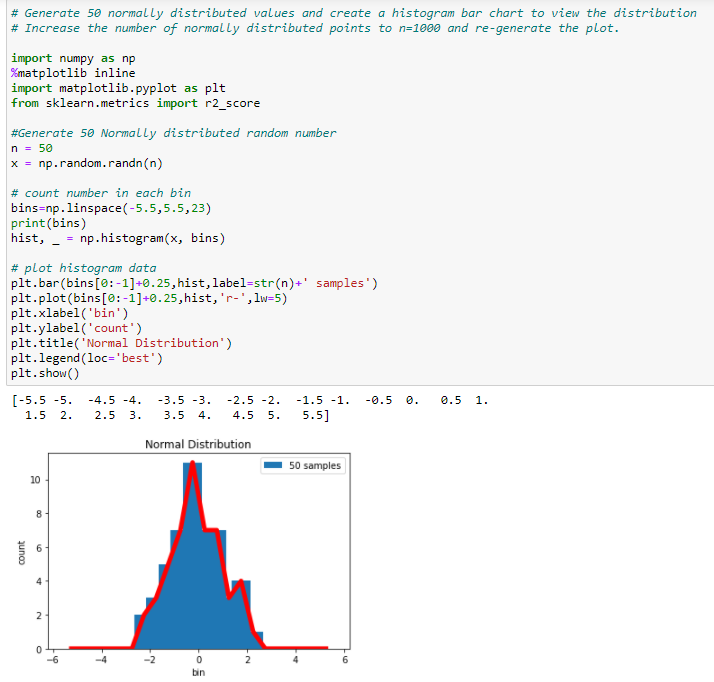 # Generate 50 normally distributed values and create a histogram bar chart to view the distribution
# Increase the number of normally distributed points to n=1000 and re-generate the plot.
import numpy as np
%matplotlib inline
import matplotlib.pyplot as plt
from sklearn.metrics import r2_score
#Generate 50 Normally distributed random number
n = 50
x = np.random.randn(n)
# count number in each bin
bins=np.linspace(-5.5,5.5,23)
print(bins)
hist, _ = np.histogram(x, bins)
# plot histogram data
plt.bar(bins[0:-1]+0.25,hist,label=str(n)+' samples')
plt.plot(bins[0:-1]+0.25,hist,'r-',lw=5)
plt.xlabel('bin')
plt.ylabel('count')
plt.title('Normal Distribution')
plt.legend(loc='best')
plt.show()
[-5.5 -5.  -4.5 -4.  -3.5 -3.  -2.5 -2.  -1.5 -1.  -0.5  0.   0.5  1.
  1.5  2.   2.5  3.   3.5  4.   4.5  5.   5.5]
Normal Distribution
50 samples
10
8
6
4
2
0
count
−6 −4 −2 0 2 4 6
bin